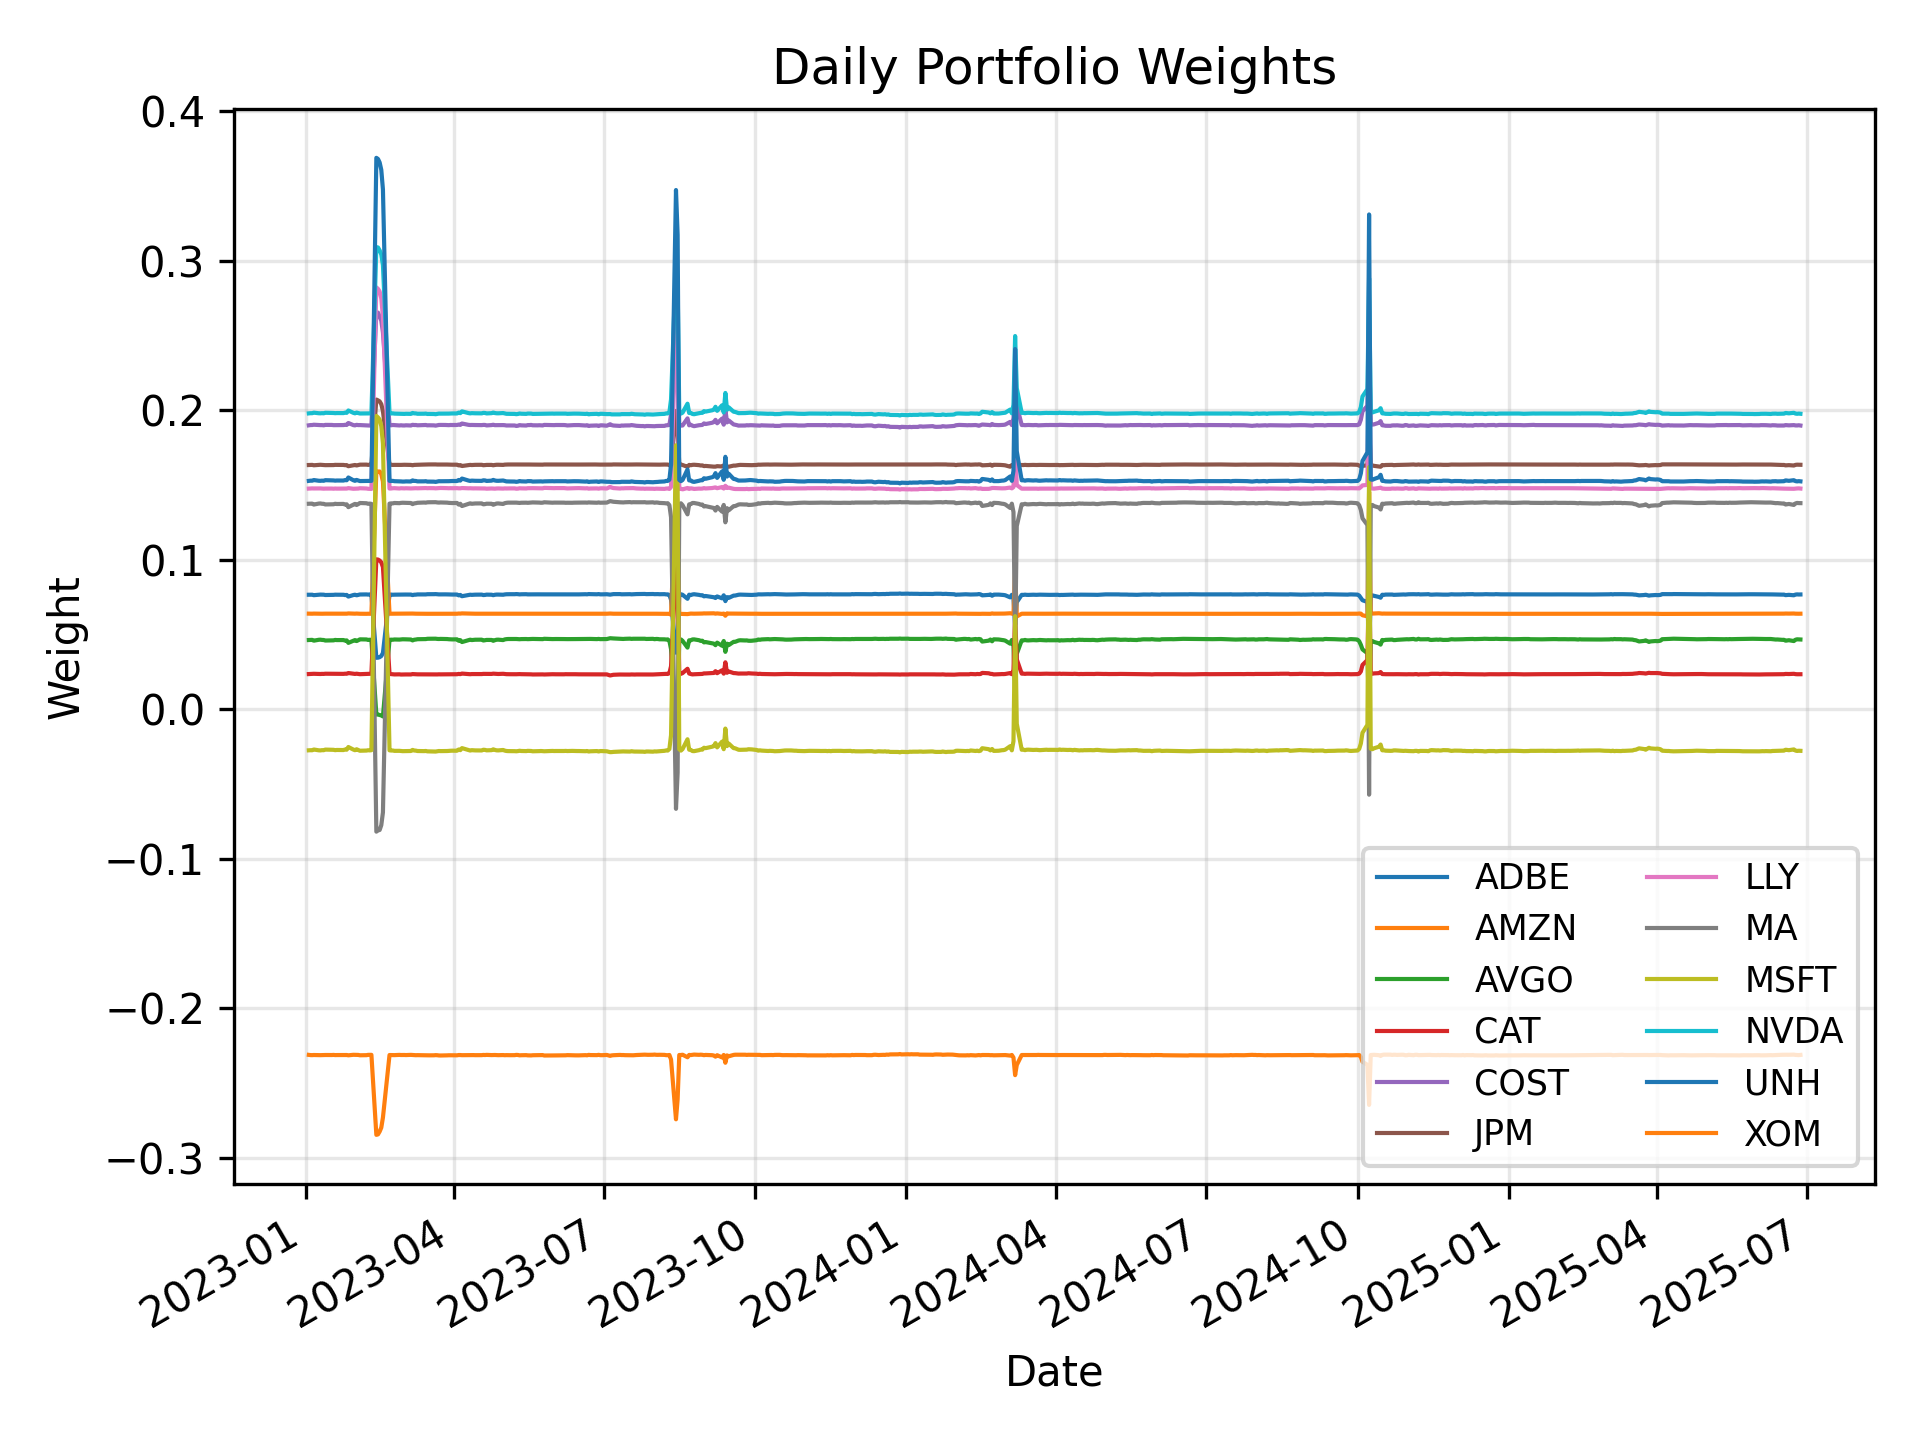 Daily Portfolio Weights
0.4
0.3
0.2
0.1
0.0
−0.1
−0.2
−0.3
Weight
ADBE
AMZN
AVGO
CAT
COST
JPM
LLY
MA
MSFT
NVDA
UNH
XOM
2023-01
2023-04
2023-07
2023-10
2024-01
2024-04
2024-07
2024-10
2025-01
2025-04
2025-07
Date